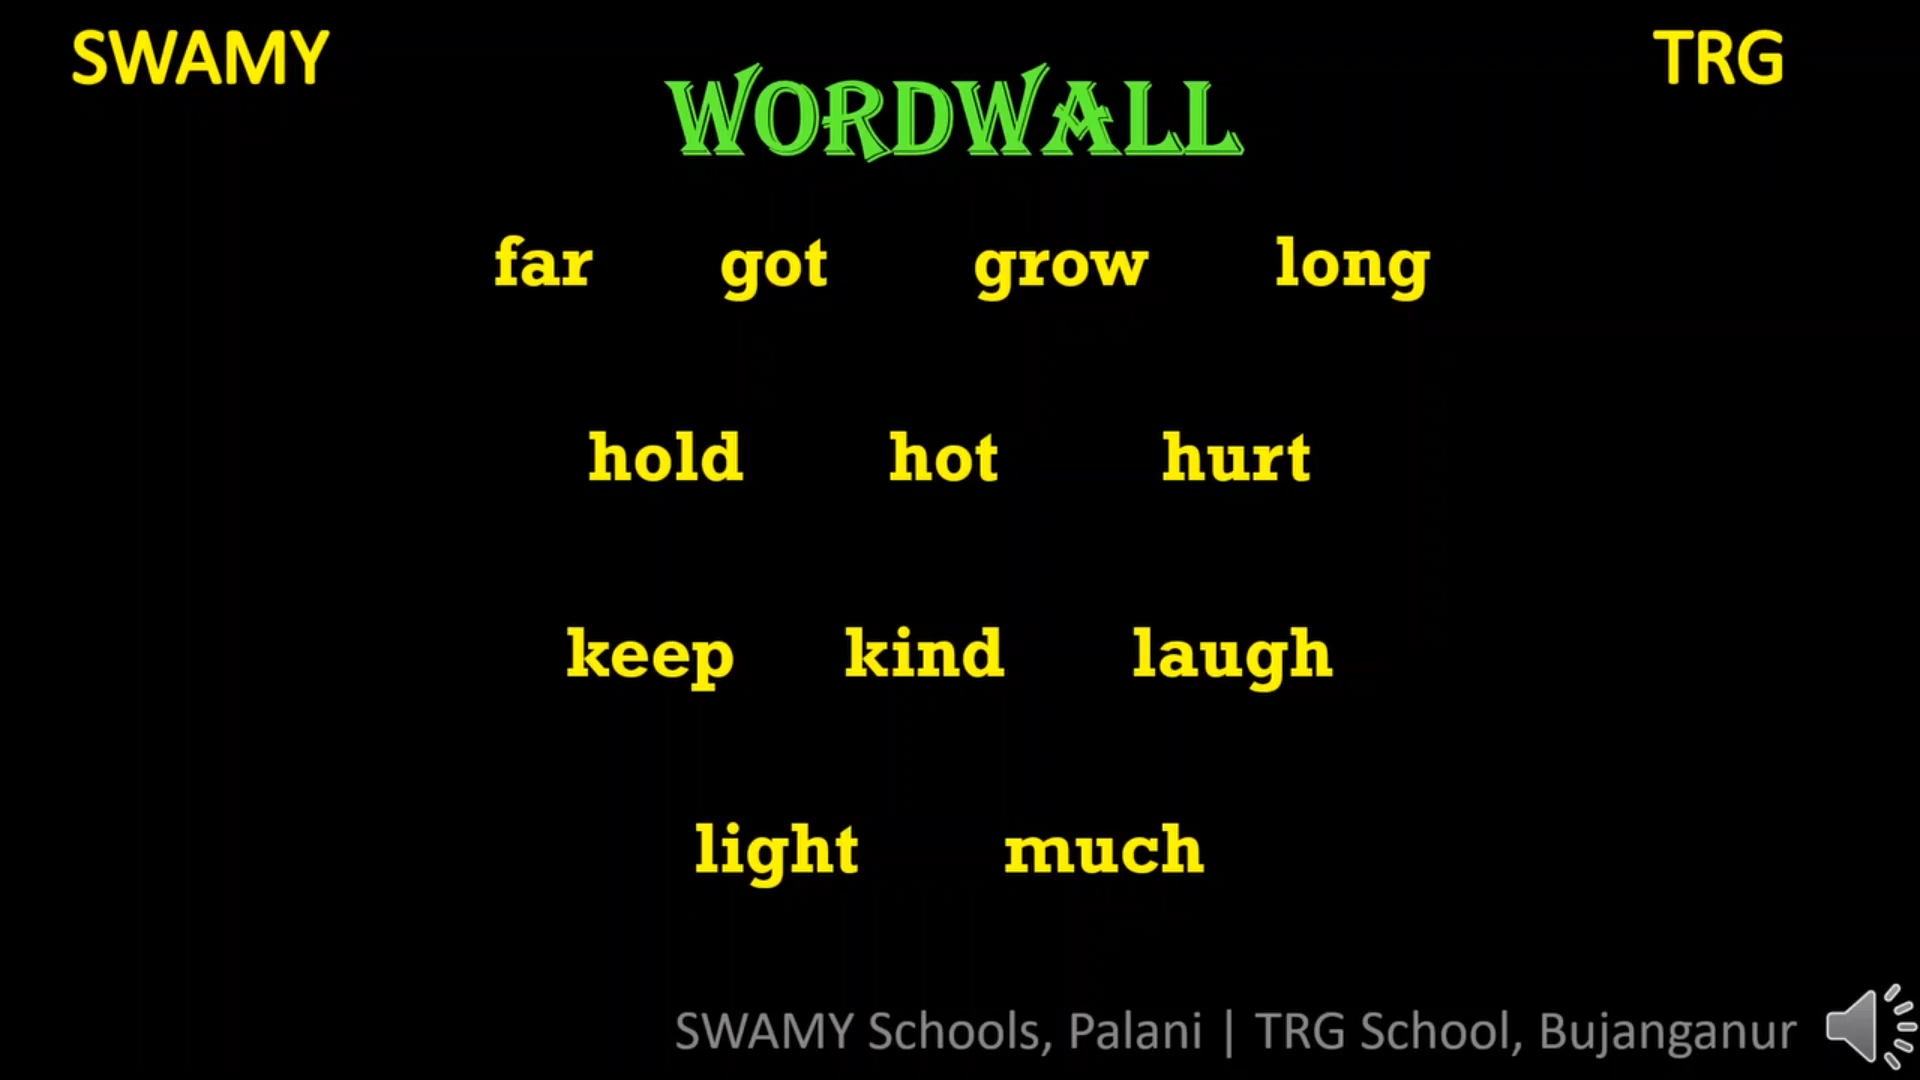 SWAMY TRG
WORDWALL
far got grow long
hold hot hurt
keep kind laugh
light much
SWAMY Schools, Palani | TRG School, Bujanganur